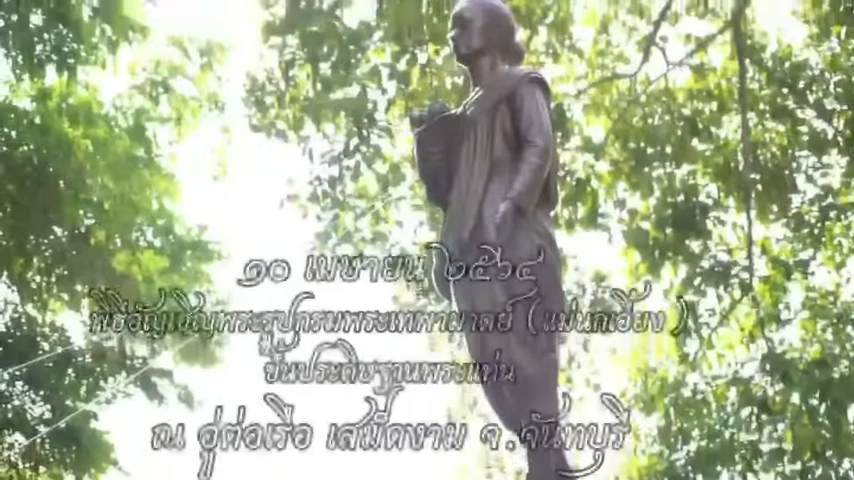 ๑๐ เมษายน ๒๕๖๔
พิธีอัญเชิญพระรูปกรมพระเทพามาตย์ (แม่นกเอี้ยง)
ขึ้นประดิษฐานพระแท่น
ณ อู่ต่อเรือ เสม็ดงาม จ.จันทบุรี